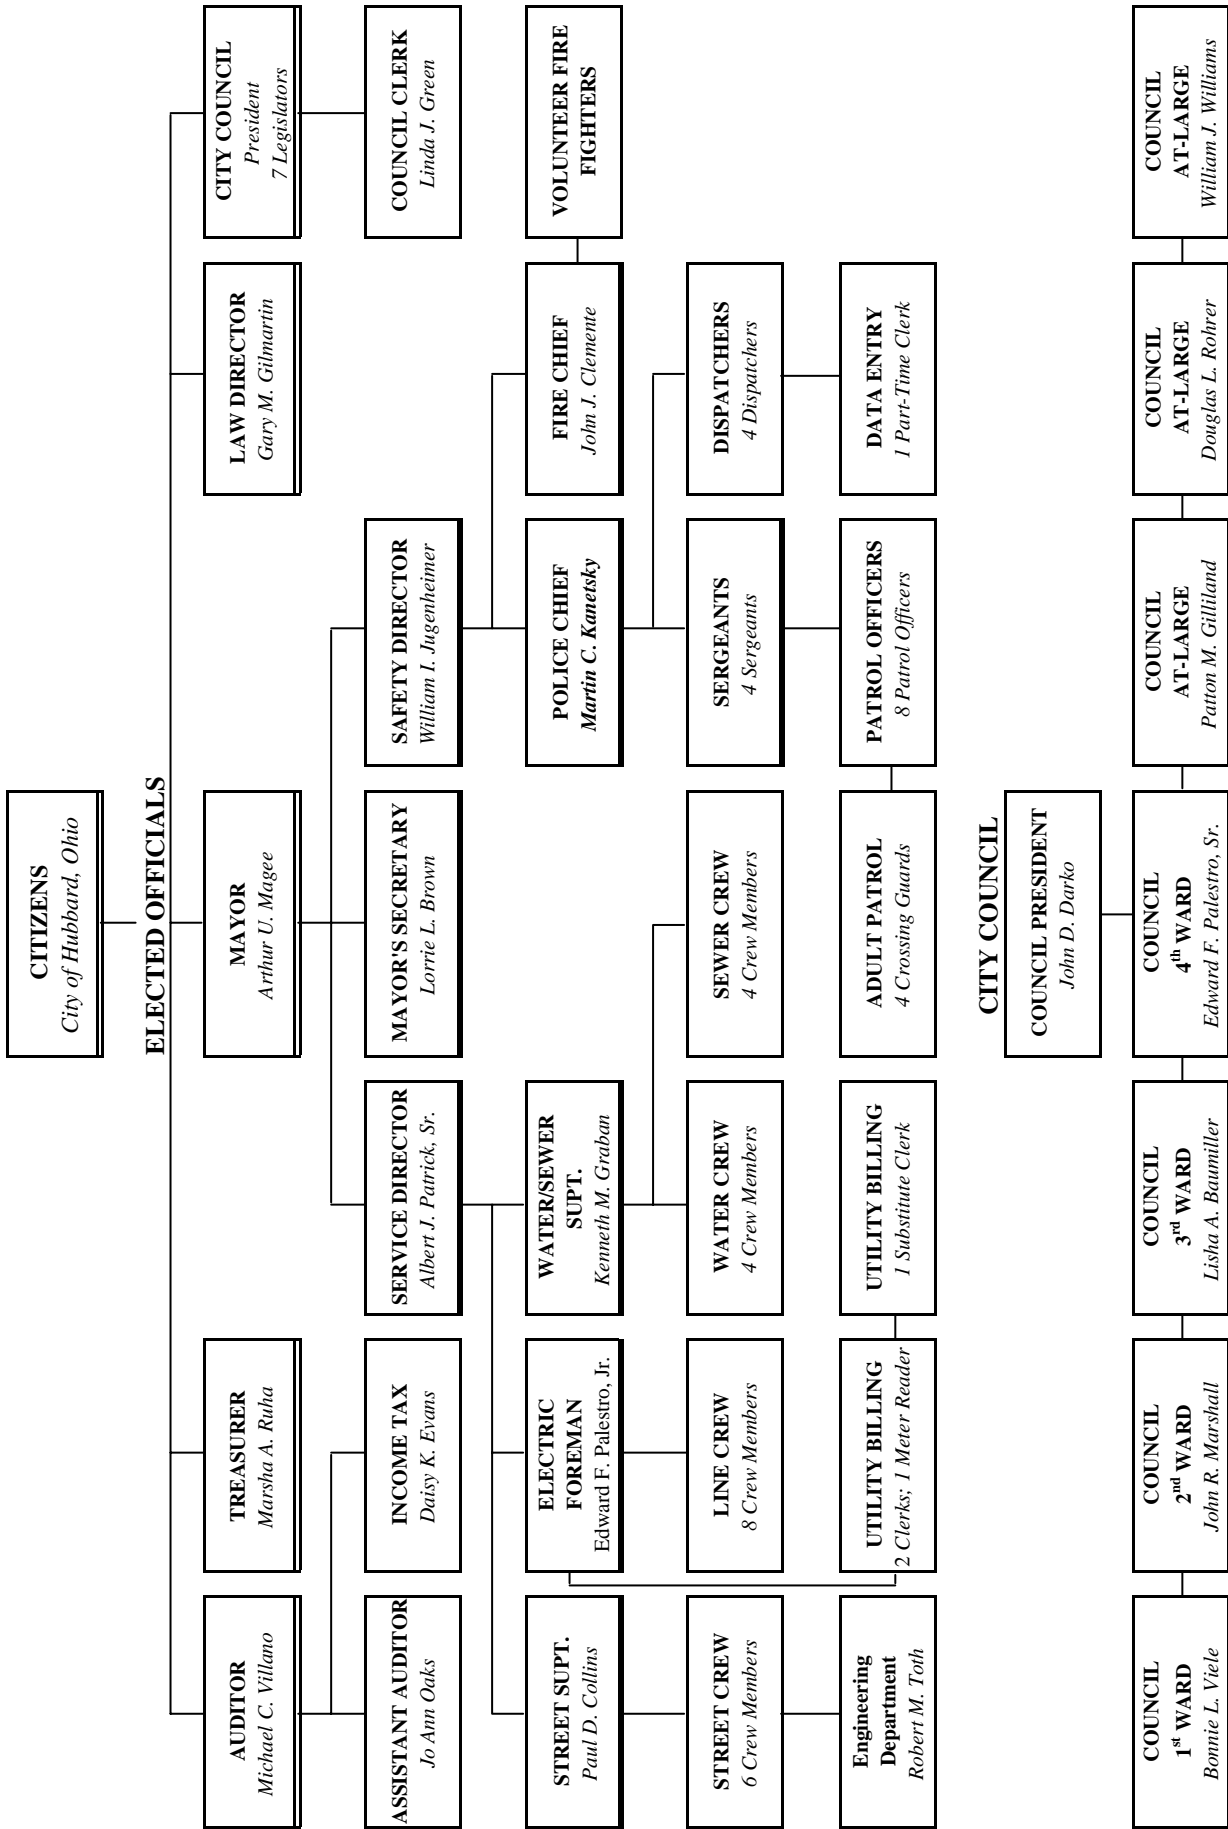 CITIZENS
City of Hubbard, Ohio
ELECTED OFFICIALS
AUDITOR
Michael C. Villano
TREASURER
Marsha A. Ruha
MAYOR
Arthur U. Magee
LAW DIRECTOR
Gary M. Gilmartin
CITY COUNCIL
President
7 Legislators
ASSISTANT AUDITOR
Jo Ann Oaks
INCOME TAX
Daisy K. Evans
SERVICE DIRECTOR
Albert J. Patrick, Sr.
MAYOR'S SECRETARY
Lorrie L. Brown
SAFETY DIRECTOR
William I. Jugenheimer
COUNCIL CLERK
Linda J. Green
STREET SUPT.
Paul D. Collins
ELECTRIC
FOREMAN
Edward F. Palestro, Jr.
WATER/SEWER
SUPT.
Kenneth M. Graban
POLICE CHIEF
Martin C. Kanetsky
FIRE CHIEF
John J. Clemente
VOLUNTEER FIRE
FIGHTERS
STREET CREW
6 Crew Members
LINE CREW
8 Crew Members
WATER CREW
4 Crew Members
SEWER CREW
4 Crew Members
SERGEANTS
4 Sergeants
DISPATCHERS
4 Dispatchers
Engineering
Department
Robert M. Toth
UTILITY BILLING
2 Clerks; 1 Meter Reader
UTILITY BILLING
1 Substitute Clerk
ADULT PATROL
4 Crossing Guards
PATROL OFFICERS
8 Patrol Officers
DATA ENTRY
1 Part-Time Clerk
CITY COUNCIL
COUNCIL PRESIDENT
John D. Darko
COUNCIL
1st WARD
Bonnie L. Viele
COUNCIL
2nd WARD
John R. Marshall
COUNCIL
3rd WARD
Lisha A. Baumiller
COUNCIL
4th WARD
Edward F. Palestro, Sr.
COUNCIL
AT-LARGE
Patton M. Gilliland
COUNCIL
AT-LARGE
Douglas L. Rohrer
COUNCIL
AT-LARGE
William J. Williams